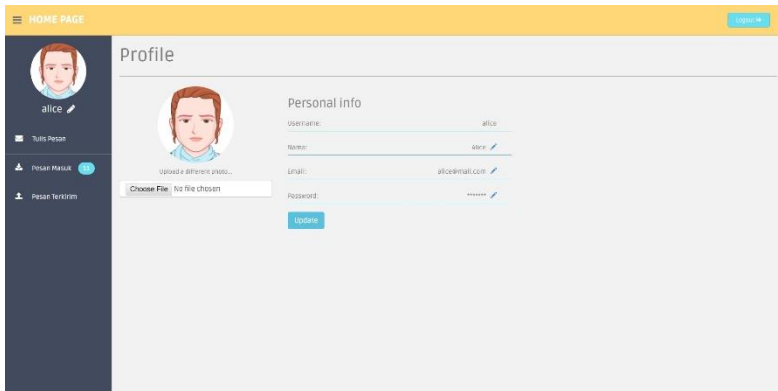 HOME PAGE
Logout
Profile
alice
Tulis Pesan
Pesan Masuk
Pesan Terkirim
Upload a different photo...
Choose File No file chosen
Personal info
Username: alice
Nama: Alice
Email: alice@mail.com
Password: *******
Update